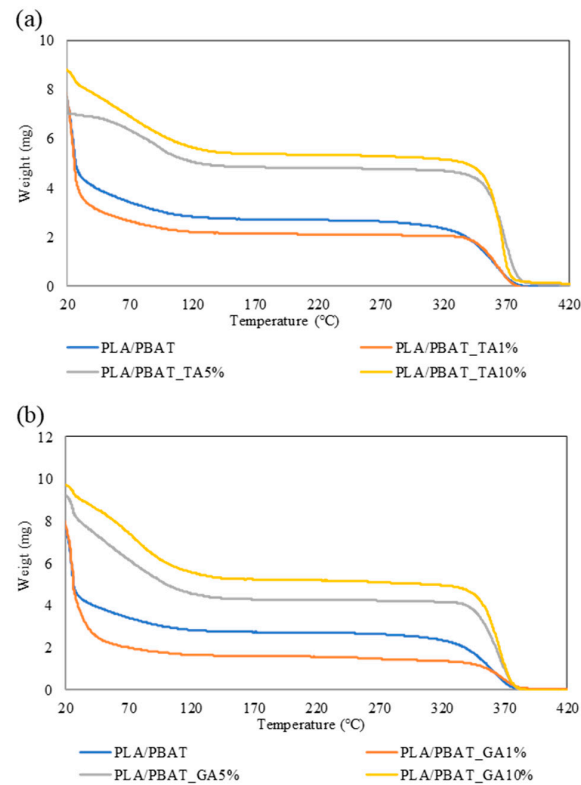 (a)
10
8
6
4
2
0
Weight (mg)
20 70 120 170 220 270 320 370 420
Temperature (℃)
PLA/PBAT PLA/PBAT_TA1%
PLA/PBAT_TA5% PLA/PBAT_TA10%
(b)
12
10
8
6
4
2
0
Weigt (mg)
20 70 120 170 220 270 320 370 420
Temperature (℃)
PLA/PBAT PLA/PBAT_GA1%
PLA/PBAT_GA5% PLA/PBAT_GA10%